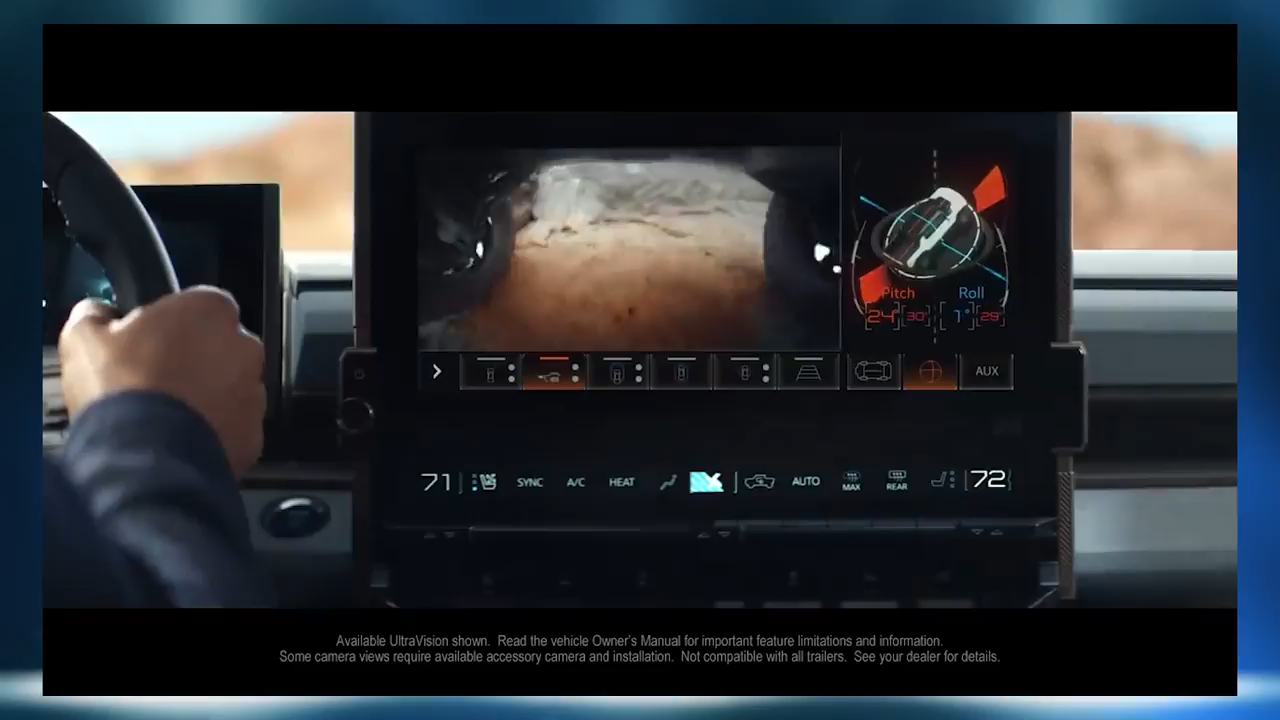 Pitch Roll
24 30° 1° 29°
AUX
71 SYNC A/C HEAT AUTO MAX REAR 72
Available UltraVision shown. Read the vehicle Owner's Manual for important feature limitations and information.
Some camera views require available accessory camera and installation. Not compatible with all trailers. See your dealer for details.